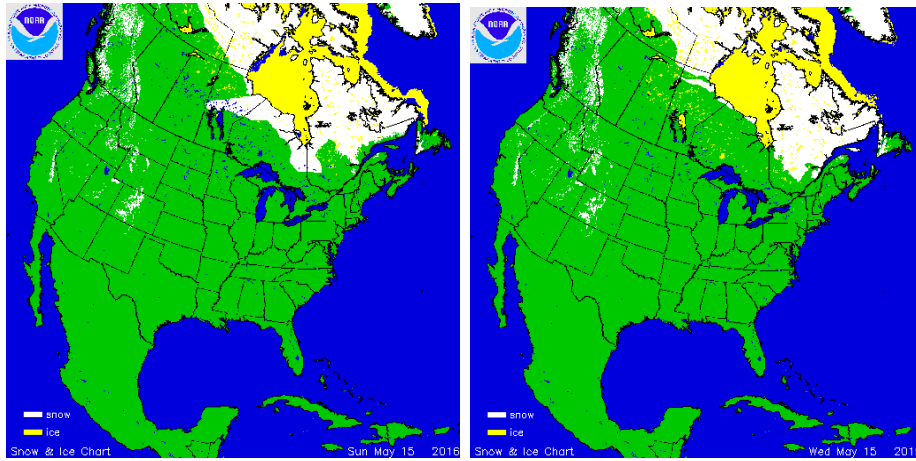 NOAA
snow
ice
Snow & Ice Chart
Sun May 15 2016
NOAA
snow
ice
Snow & Ice Chart
Wed May 15 201